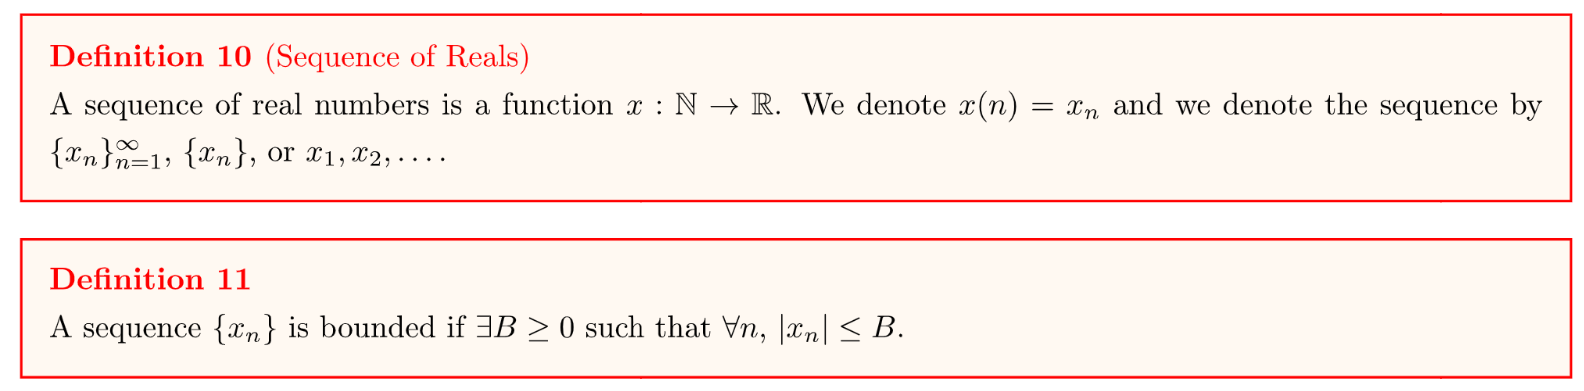 Definition 10 (Sequence of Reals)
A sequence of real numbers is a function x : ℕ → ℝ. We denote x(n) = xₙ and we denote the sequence by
{xₙ}∞ₙ₌₁, {xₙ}, or x₁, x₂, . . . .
Definition 11
A sequence {xₙ} is bounded if ∃B ≥ 0 such that ∀n, |xₙ| ≤ B.